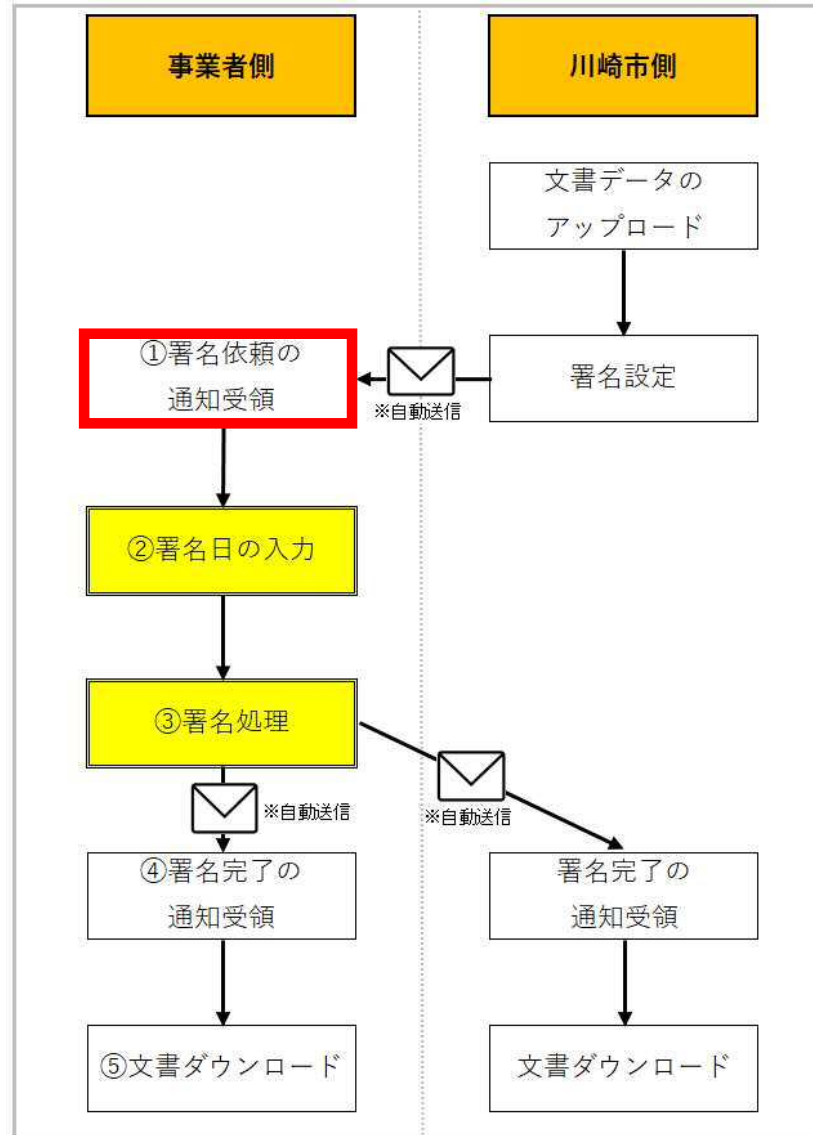 事業者側
川崎市側
文書データの
アップロード
①署名依頼の
通知受領
※自動送信
署名設定
②署名日の入力
③署名処理
※自動送信
※自動送信
④署名完了の
通知受領
署名完了の
通知受領
⑤文書ダウンロード
文書ダウンロード